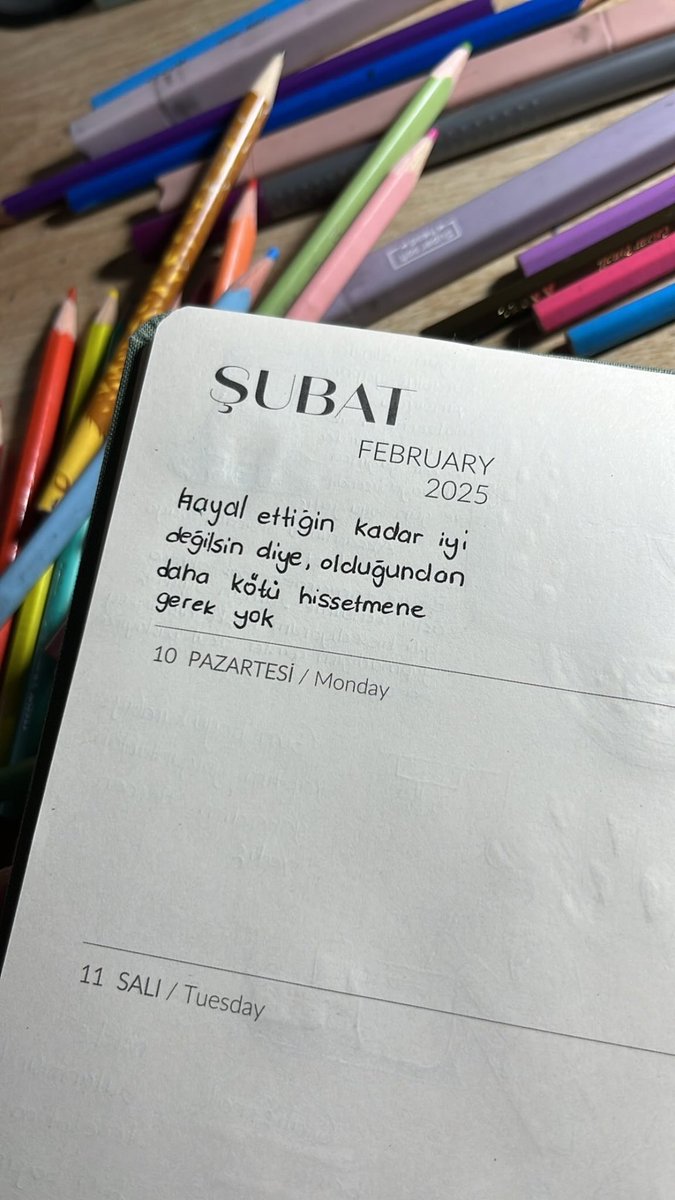 ŞUBAT
FEBRUARY
2025
Hayal ettiğin kadar iyi
değilsin diye, olduğundan
daha kötü hissetmene
gerek yok
10 PAZARTESİ / Monday
11 SALI / Tuesday